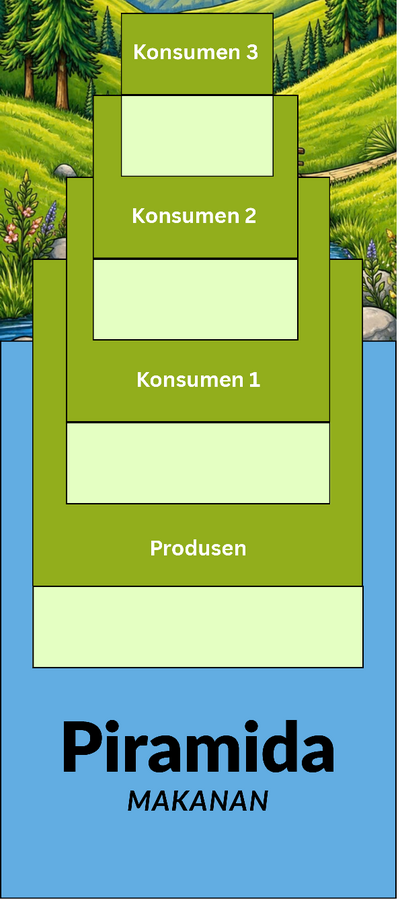 Konsumen 3
Konsumen 2
Konsumen 1
Produsen
Piramida
MAKANAN